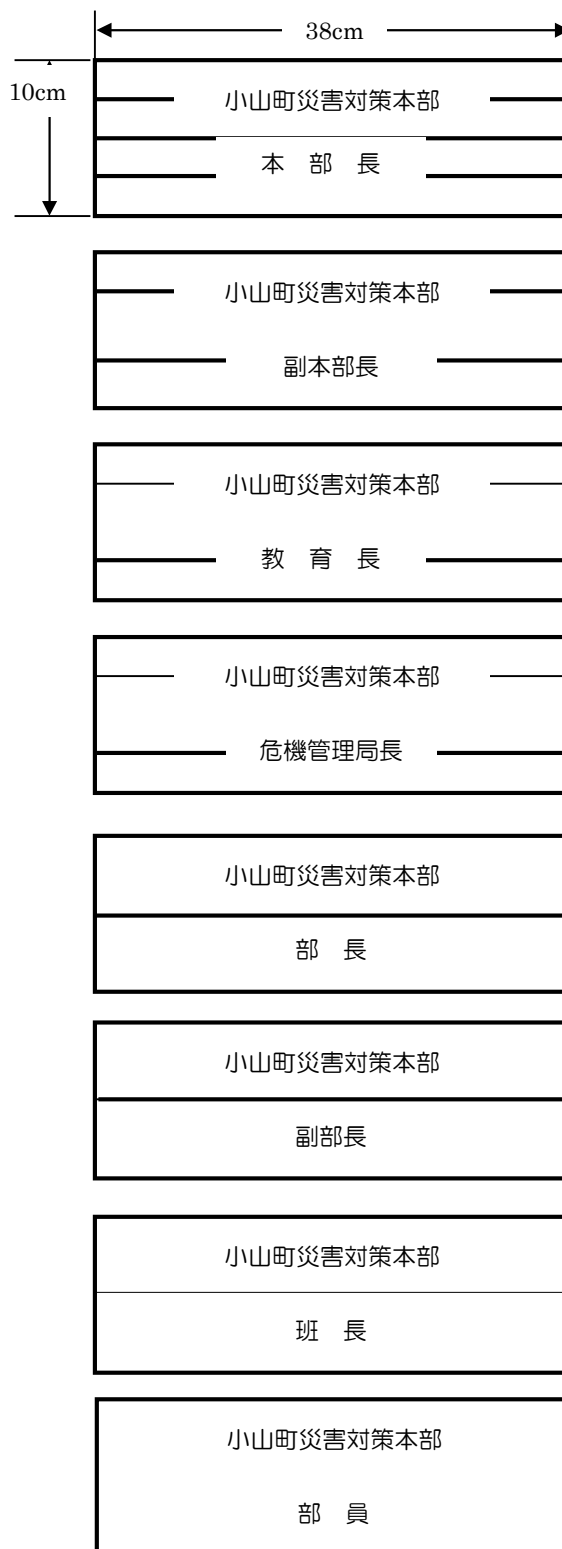 38cm
10cm
小山町災害対策本部
本　部　長
小山町災害対策本部
副本部長
小山町災害対策本部
教　育　長
小山町災害対策本部
危機管理局長
小山町災害対策本部
部　長
小山町災害対策本部
副部長
小山町災害対策本部
班　長
小山町災害対策本部
部　員